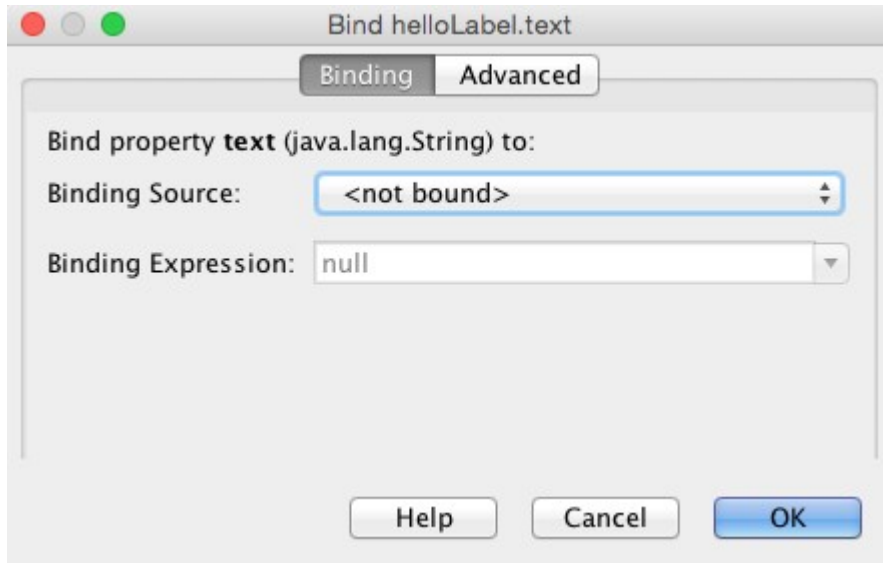 Bind helloLabel.text
Binding Advanced
Bind property text (java.lang.String) to:
Binding Source: <not bound>
Binding Expression: null
Help Cancel OK